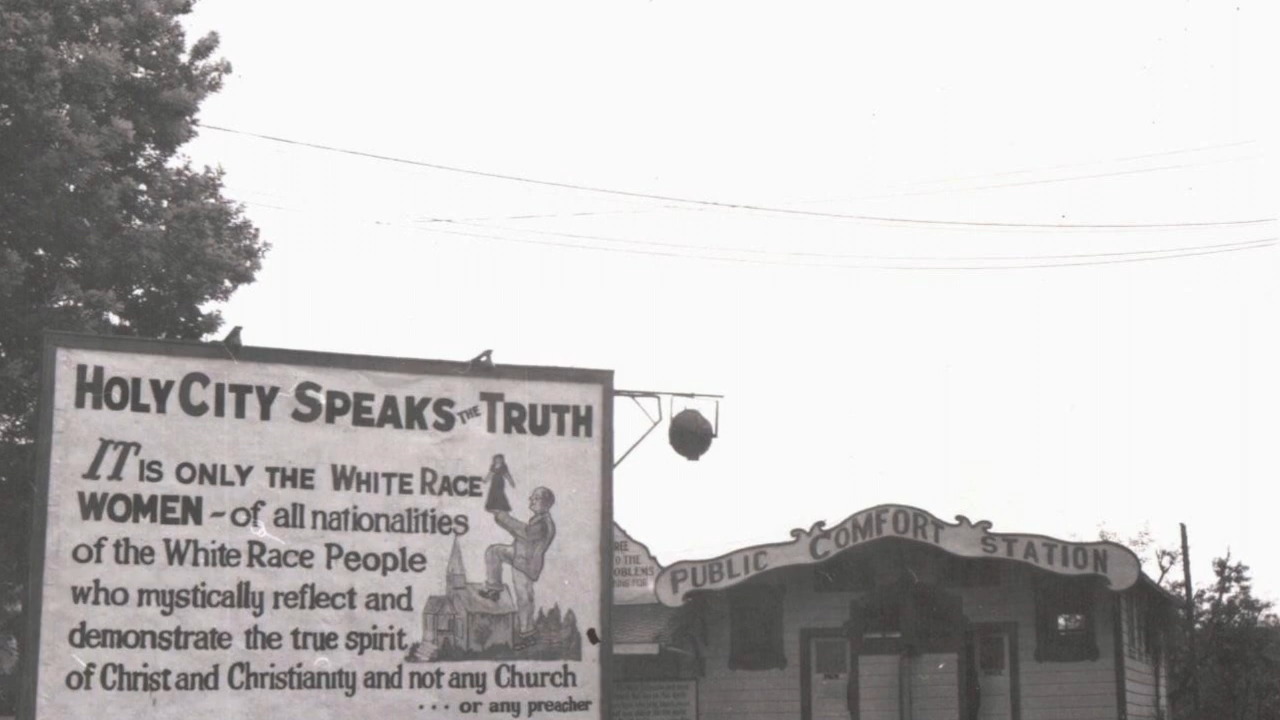 HOLY CITY SPEAKS THE TRUTH
IT IS ONLY THE WHITE RACE
WOMEN - of all nationalities
of the White Race People
who mystically reflect and
demonstrate the true spirit
of Christ and Christianity and not any Church
... or any preacher
PUBLIC COMFORT STATION
TO THE